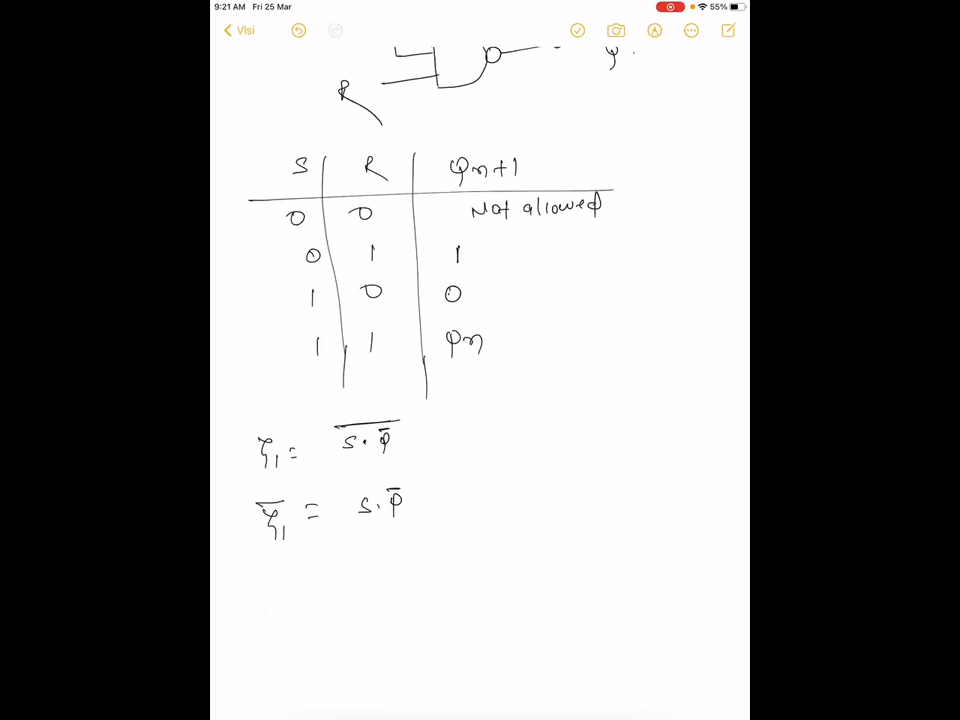 9:21 AM Fri 25 Mar 55%
Vlsi
R
S R Qn+1
0 0 Not allowed
0 1 1
1 0 0
1 1 Qn
Y̅₁ = S·Q̅